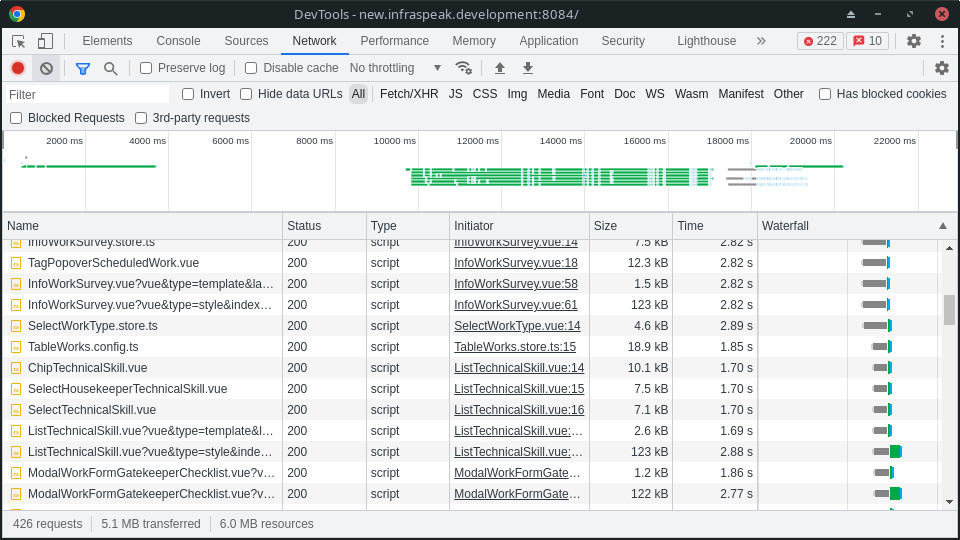 DevTools - new.infraspeak.development:8084/
Elements Console Sources Network Performance Memory Application Security Lighthouse 222 10
Preserve log Disable cache No throttling
Filter Invert Hide data URLs All Fetch/XHR JS CSS Img Media Font Doc WS Wasm Manifest Other Has blocked cookies
Blocked Requests 3rd-party requests
2000 ms 4000 ms 6000 ms 8000 ms 10000 ms 12000 ms 14000 ms 16000 ms 18000 ms 20000 ms 22000 ms
Name Status Type Initiator Size Time Waterfall
InfoWorkSurvey.store.ts 200 script InfoWorkSurvey.vue:14 7.5 kB 2.82 s
TagPopoverScheduledWork.vue 200 script InfoWorkSurvey.vue:18 12.3 kB 2.82 s
InfoWorkSurvey.vue?vue&type=template&la… 200 script InfoWorkSurvey.vue:58 1.5 kB 2.82 s
InfoWorkSurvey.vue?vue&type=style&index… 200 script InfoWorkSurvey.vue:61 123 kB 2.82 s
SelectWorkType.store.ts 200 script SelectWorkType.vue:14 4.6 kB 2.89 s
TableWorks.config.ts 200 script TableWorks.store.ts:15 18.9 kB 1.85 s
ChipTechnicalSkill.vue 200 script ListTechnicalSkill.vue:14 10.1 kB 1.70 s
SelectHousekeeperTechnicalSkill.vue 200 script ListTechnicalSkill.vue:15 7.5 kB 1.70 s
SelectTechnicalSkill.vue 200 script ListTechnicalSkill.vue:16 7.1 kB 1.70 s
ListTechnicalSkill.vue?vue&type=template&l… 200 script ListTechnicalSkill.vue:… 2.6 kB 1.69 s
ListTechnicalSkill.vue?vue&type=style&inde… 200 script ListTechnicalSkill.vue:… 123 kB 2.88 s
ModalWorkFormGatekeeperChecklist.vue?v… 200 script ModalWorkFormGate… 1.2 kB 1.86 s
ModalWorkFormGatekeeperChecklist.vue?v… 200 script ModalWorkFormGate… 122 kB 2.77 s
426 requests 5.1 MB transferred 6.0 MB resources